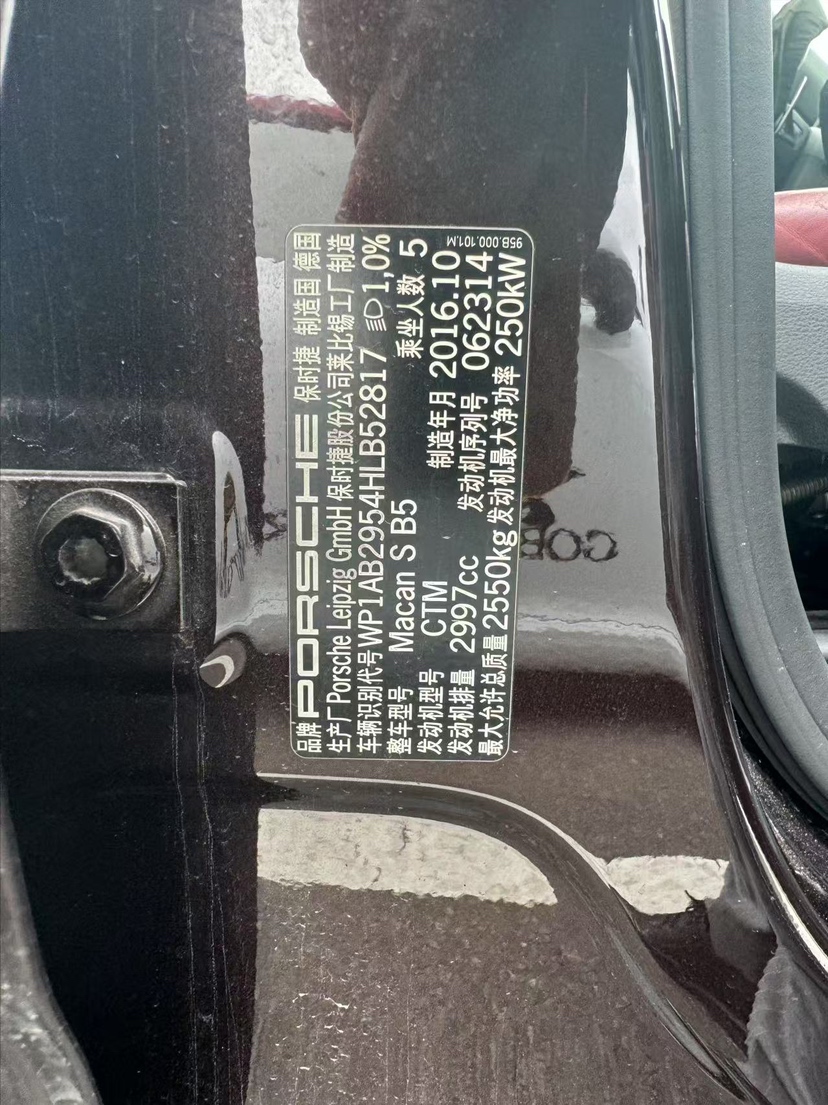 品牌 PORSCHE 保时捷 制造国 德国
生产厂 Porsche Leipzig GmbH 保时捷股份公司莱比锡工厂制造
车辆识别代号 WP1AB2954HLB52817 1,0%
整车型号 Macan S B5 乘坐人数 5
发动机型号 CTM 制造年月 2016.10
发动机排量 2997cc 发动机序列号 062314
最大允许总质量 2550kg 发动机最大净功率 250kW
95B.000.101.M